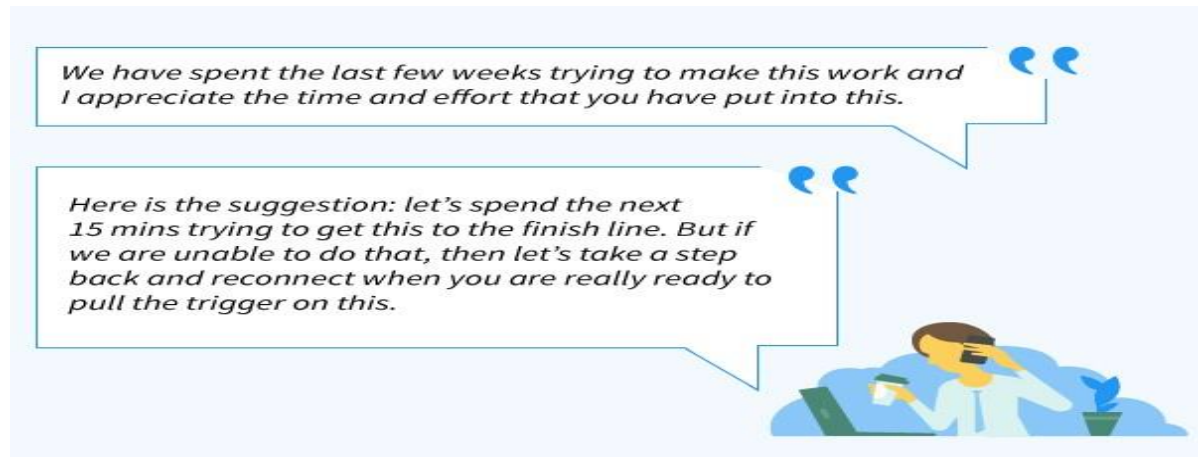 We have spent the last few weeks trying to make this work and
I appreciate the time and effort that you have put into this.
Here is the suggestion: let’s spend the next
15 mins trying to get this to the finish line. But if
we are unable to do that, then let’s take a step
back and reconnect when you are really ready to
pull the trigger on this.